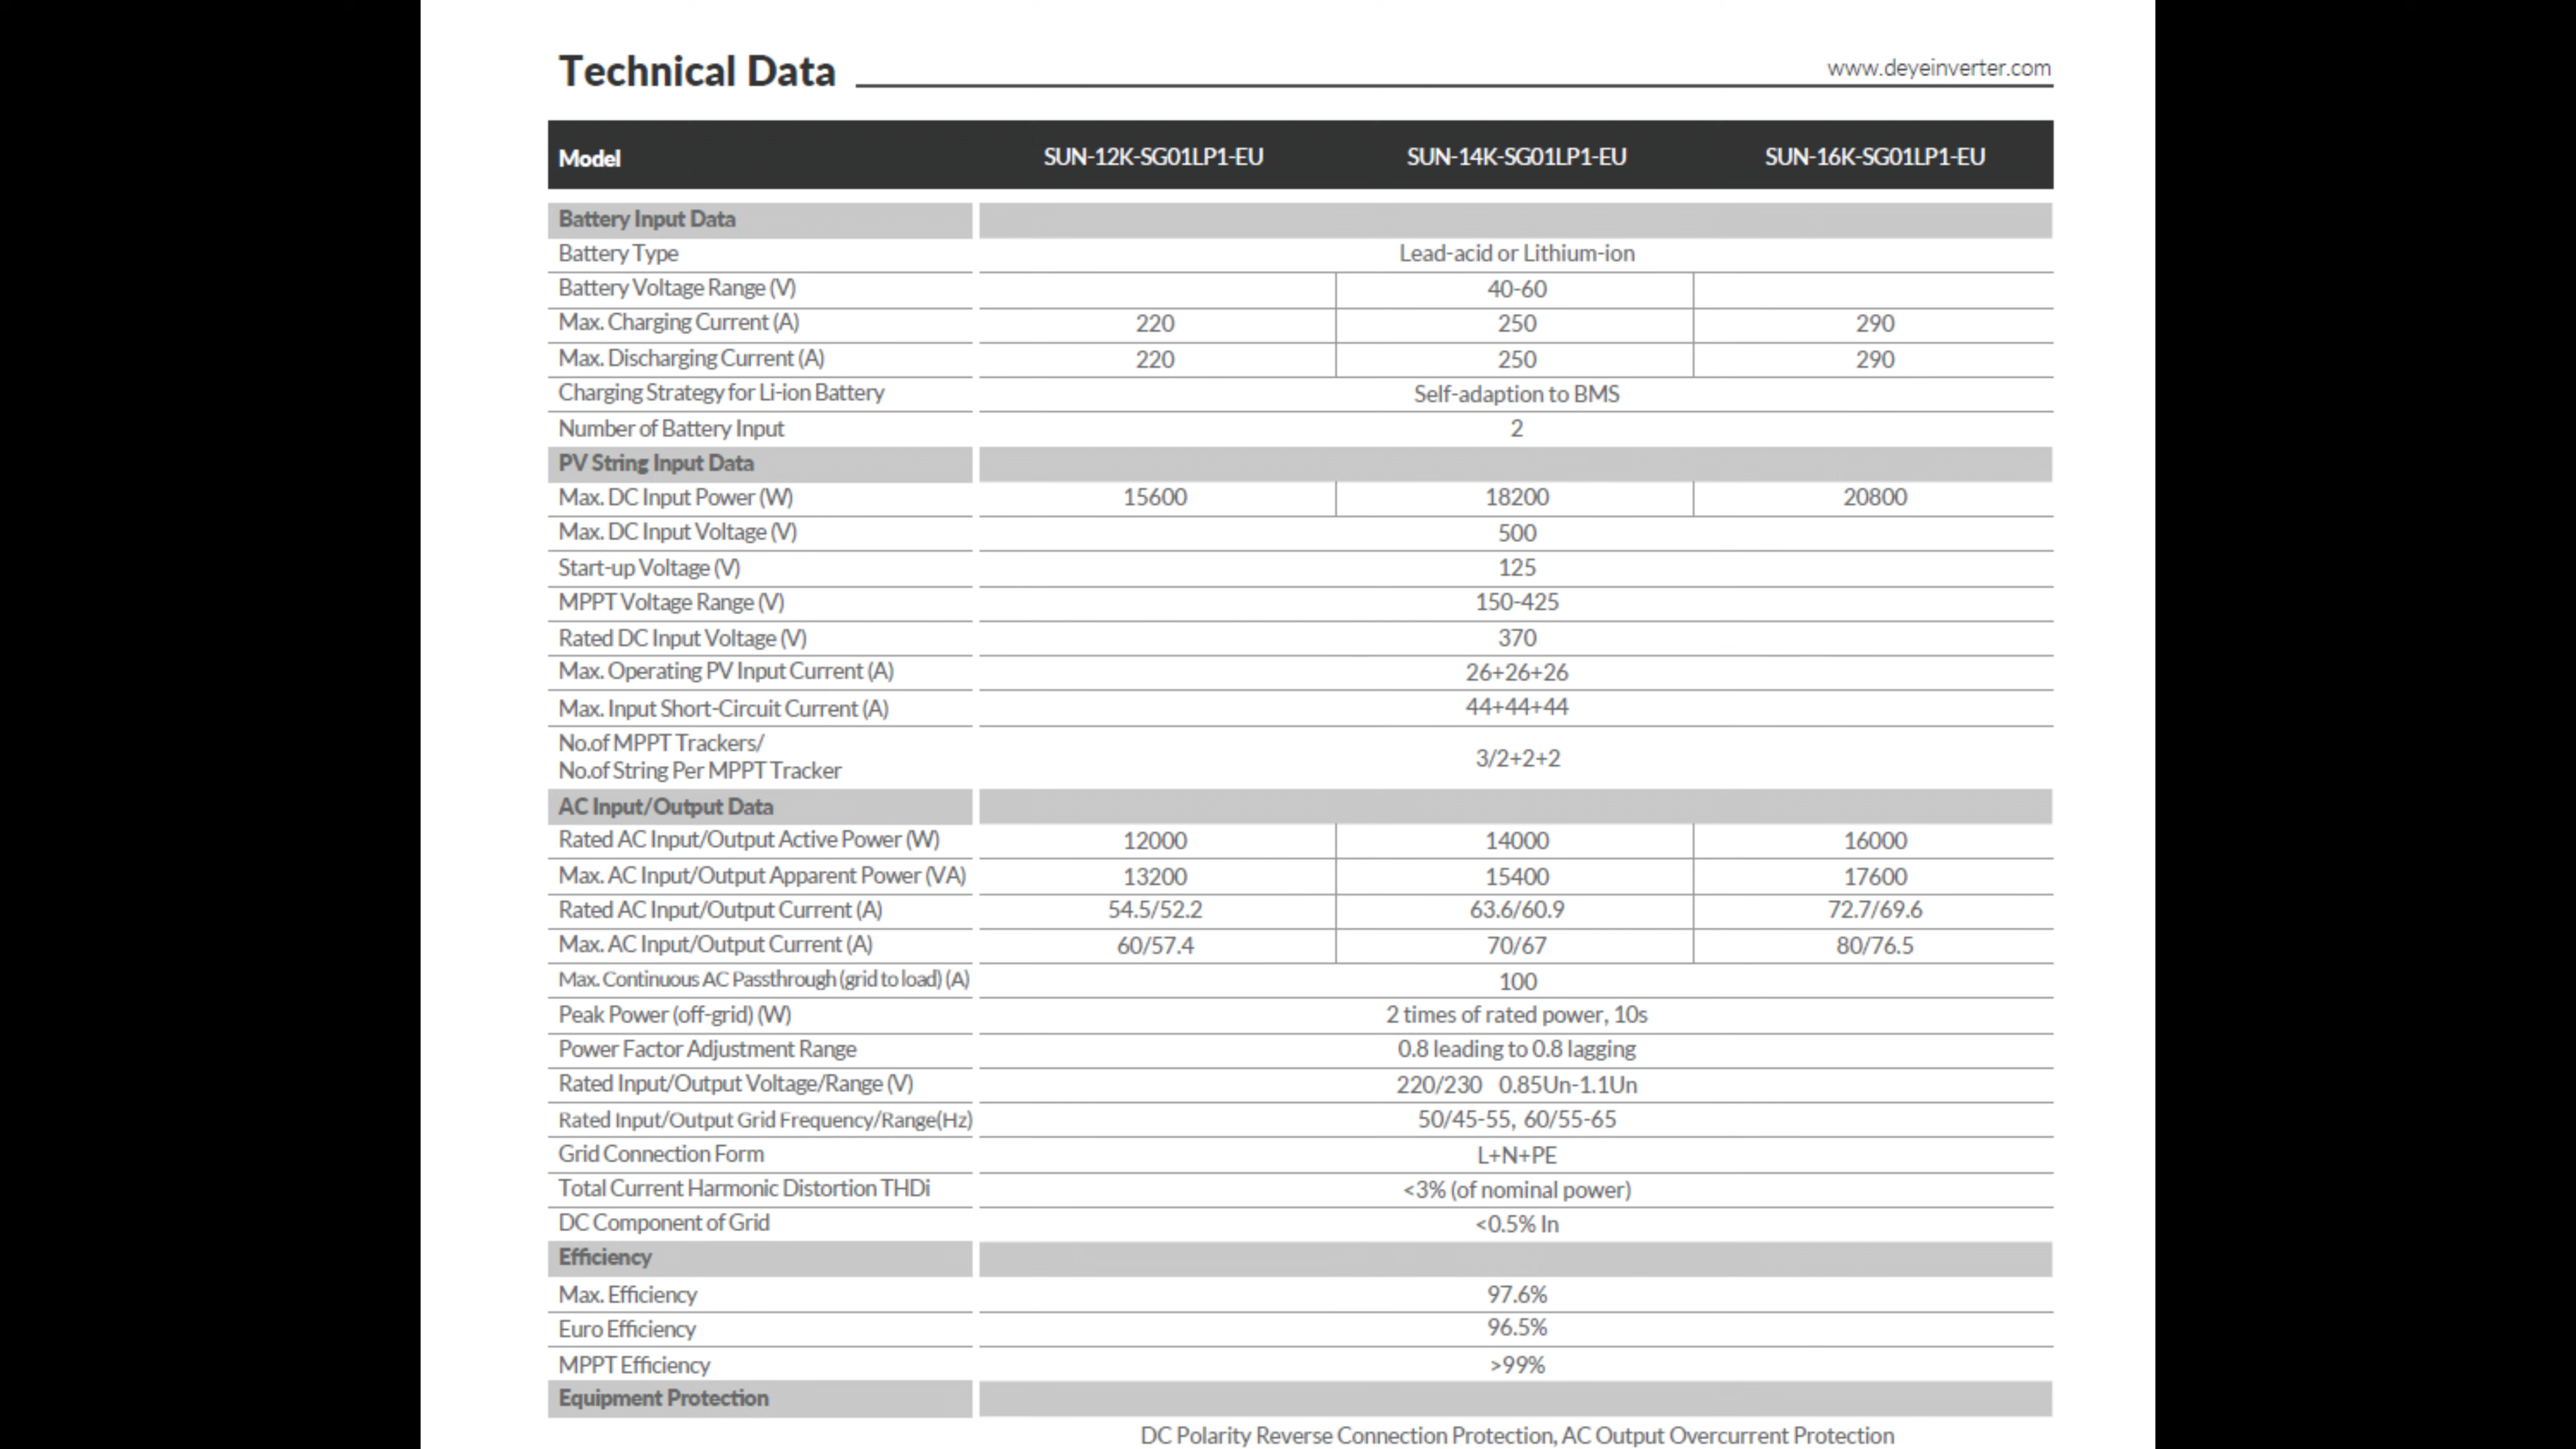 Technical Data
www.deyeinverter.com
Model SUN-12K-SG01LP1-EU SUN-14K-SG01LP1-EU SUN-16K-SG01LP1-EU
Battery Input Data
Battery Type Lead-acid or Lithium-ion
Battery Voltage Range (V) 40-60
Max. Charging Current (A) 220 250 290
Max. Discharging Current (A) 220 250 290
Charging Strategy for Li-ion Battery Self-adaption to BMS
Number of Battery Input 2
PV String Input Data
Max. DC Input Power (W) 15600 18200 20800
Max. DC Input Voltage (V) 500
Start-up Voltage (V) 125
MPPT Voltage Range (V) 150-425
Rated DC Input Voltage (V) 370
Max. Operating PV Input Current (A) 26+26+26
Max. Input Short-Circuit Current (A) 44+44+44
No.of MPPT Trackers/
No.of String Per MPPT Tracker 3/2+2+2
AC Input/Output Data
Rated AC Input/Output Active Power (W) 12000 14000 16000
Max. AC Input/Output Apparent Power (VA) 13200 15400 17600
Rated AC Input/Output Current (A) 54.5/52.2 63.6/60.9 72.7/69.6
Max. AC Input/Output Current (A) 60/57.4 70/67 80/76.5
Max. Continuous AC Passthrough (grid to load) (A) 100
Peak Power (off-grid) (W) 2 times of rated power, 10s
Power Factor Adjustment Range 0.8 leading to 0.8 lagging
Rated Input/Output Voltage/Range (V) 220/230 0.85Un-1.1Un
Rated Input/Output Grid Frequency/Range(Hz) 50/45-55, 60/55-65
Grid Connection Form L+N+PE
Total Current Harmonic Distortion THDi <3% (of nominal power)
DC Component of Grid <0.5% In
Efficiency
Max. Efficiency 97.6%
Euro Efficiency 96.5%
MPPT Efficiency >99%
Equipment Protection
DC Polarity Reverse Connection Protection, AC Output Overcurrent Protection